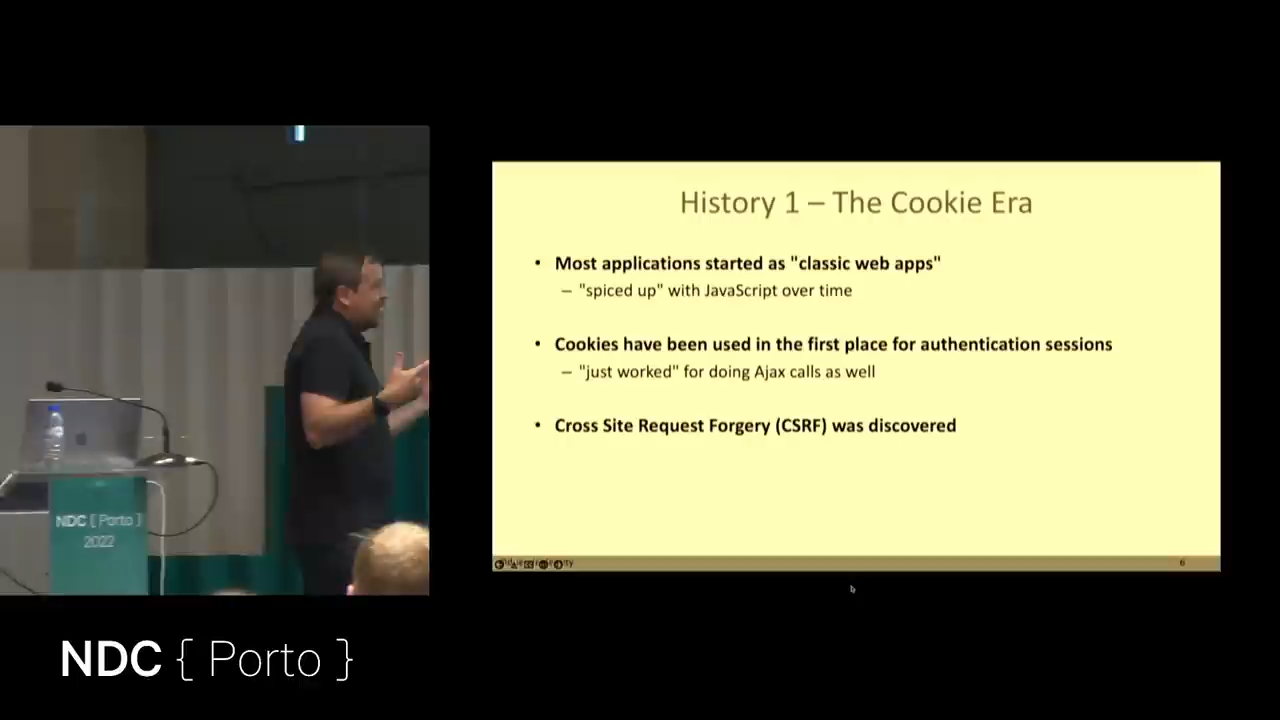 History 1 – The Cookie Era
• Most applications started as "classic web apps"
– "spiced up" with JavaScript over time
• Cookies have been used in the first place for authentication sessions
– "just worked" for doing Ajax calls as well
• Cross Site Request Forgery (CSRF) was discovered
6
NDC { Porto }
2022
NDC { Porto }